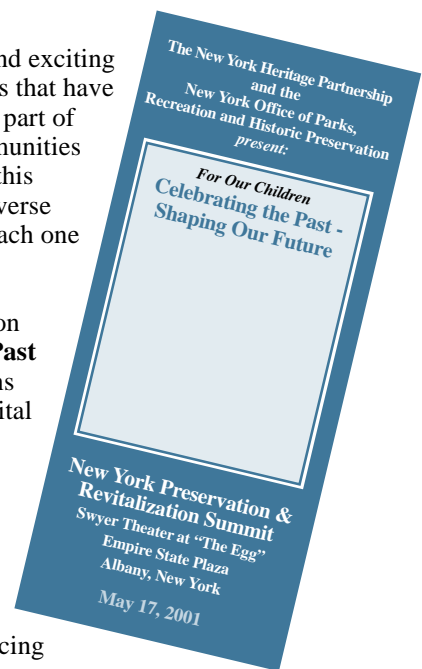 nd exciting
s that have
part of
munities
this
verse
ach one
on
Past
ns
ital
cing
The New York Heritage Partnership
and the
New York Office of Parks,
Recreation and Historic Preservation
present:
For Our Children
Celebrating the Past -
Shaping Our Future
New York Preservation &
Revitalization Summit
Swyer Theater at “The Egg”
Empire State Plaza
Albany, New York
May 17, 2001